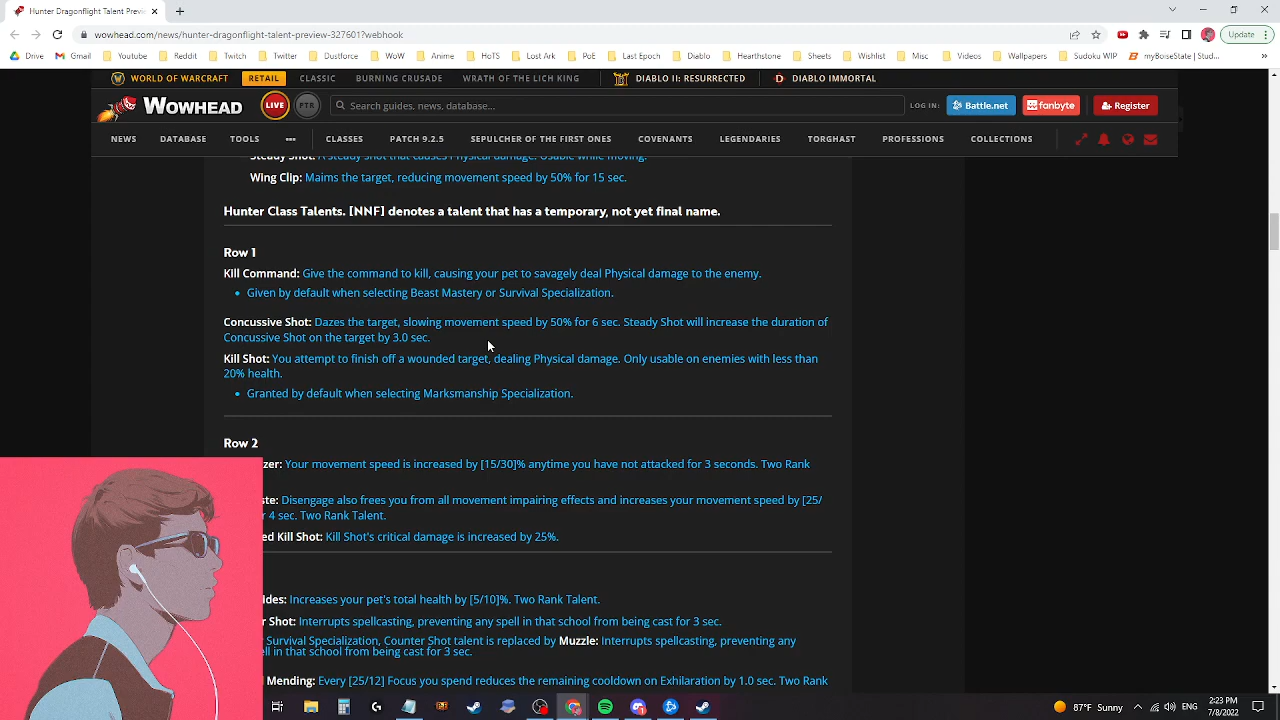 Hunter Dragonflight Talent Previe
wowhead.com/news/hunter-dragonflight-talent-preview-327601?webhook
Update
Drive Gmail Youtube Reddit Twitch Twitter Dustforce WoW Anime HoTS Lost Ark PoE Last Epoch Diablo Hearthstone Sheets Wishlist Misc Videos Wallpapers Sudoku WIP myBoiseState | Stud...
WORLD OF WARCRAFT RETAIL CLASSIC BURNING CRUSADE WRATH OF THE LICH KING DIABLO II: RESURRECTED DIABLO IMMORTAL
WOWHEAD LIVE PTR Search guides, news, database... LOG IN: Battle.net fanbyte Register
NEWS DATABASE TOOLS ••• CLASSES PATCH 9.2.5 SEPULCHER OF THE FIRST ONES COVENANTS LEGENDARIES TORGHAST PROFESSIONS COLLECTIONS
Steady Shot: A steady shot that causes Physical damage. Usable while moving.
Wing Clip: Maims the target, reducing movement speed by 50% for 15 sec.
Hunter Class Talents. [NNF] denotes a talent that has a temporary, not yet final name.
Row 1
Kill Command: Give the command to kill, causing your pet to savagely deal Physical damage to the enemy.
• Given by default when selecting Beast Mastery or Survival Specialization.
Concussive Shot: Dazes the target, slowing movement speed by 50% for 6 sec. Steady Shot will increase the duration of
Concussive Shot on the target by 3.0 sec.
Kill Shot: You attempt to finish off a wounded target, dealing Physical damage. Only usable on enemies with less than
20% health.
• Granted by default when selecting Marksmanship Specialization.
Row 2
zer: Your movement speed is increased by [15/30]% anytime you have not attacked for 3 seconds. Two Rank
ste: Disengage also frees you from all movement impairing effects and increases your movement speed by [25/
r 4 sec. Two Rank Talent.
ed Kill Shot: Kill Shot's critical damage is increased by 25%.
ides: Increases your pet's total health by [5/10]%. Two Rank Talent.
r Shot: Interrupts spellcasting, preventing any spell in that school from being cast for 3 sec.
Survival Specialization, Counter Shot talent is replaced by Muzzle: Interrupts spellcasting, preventing any
ell in that school from being cast for 3 sec.
l Mending: Every [25/12] Focus you spend reduces the remaining cooldown on Exhilaration by 1.0 sec. Two Rank
87°F Sunny
2:23 PM
7/8/2022